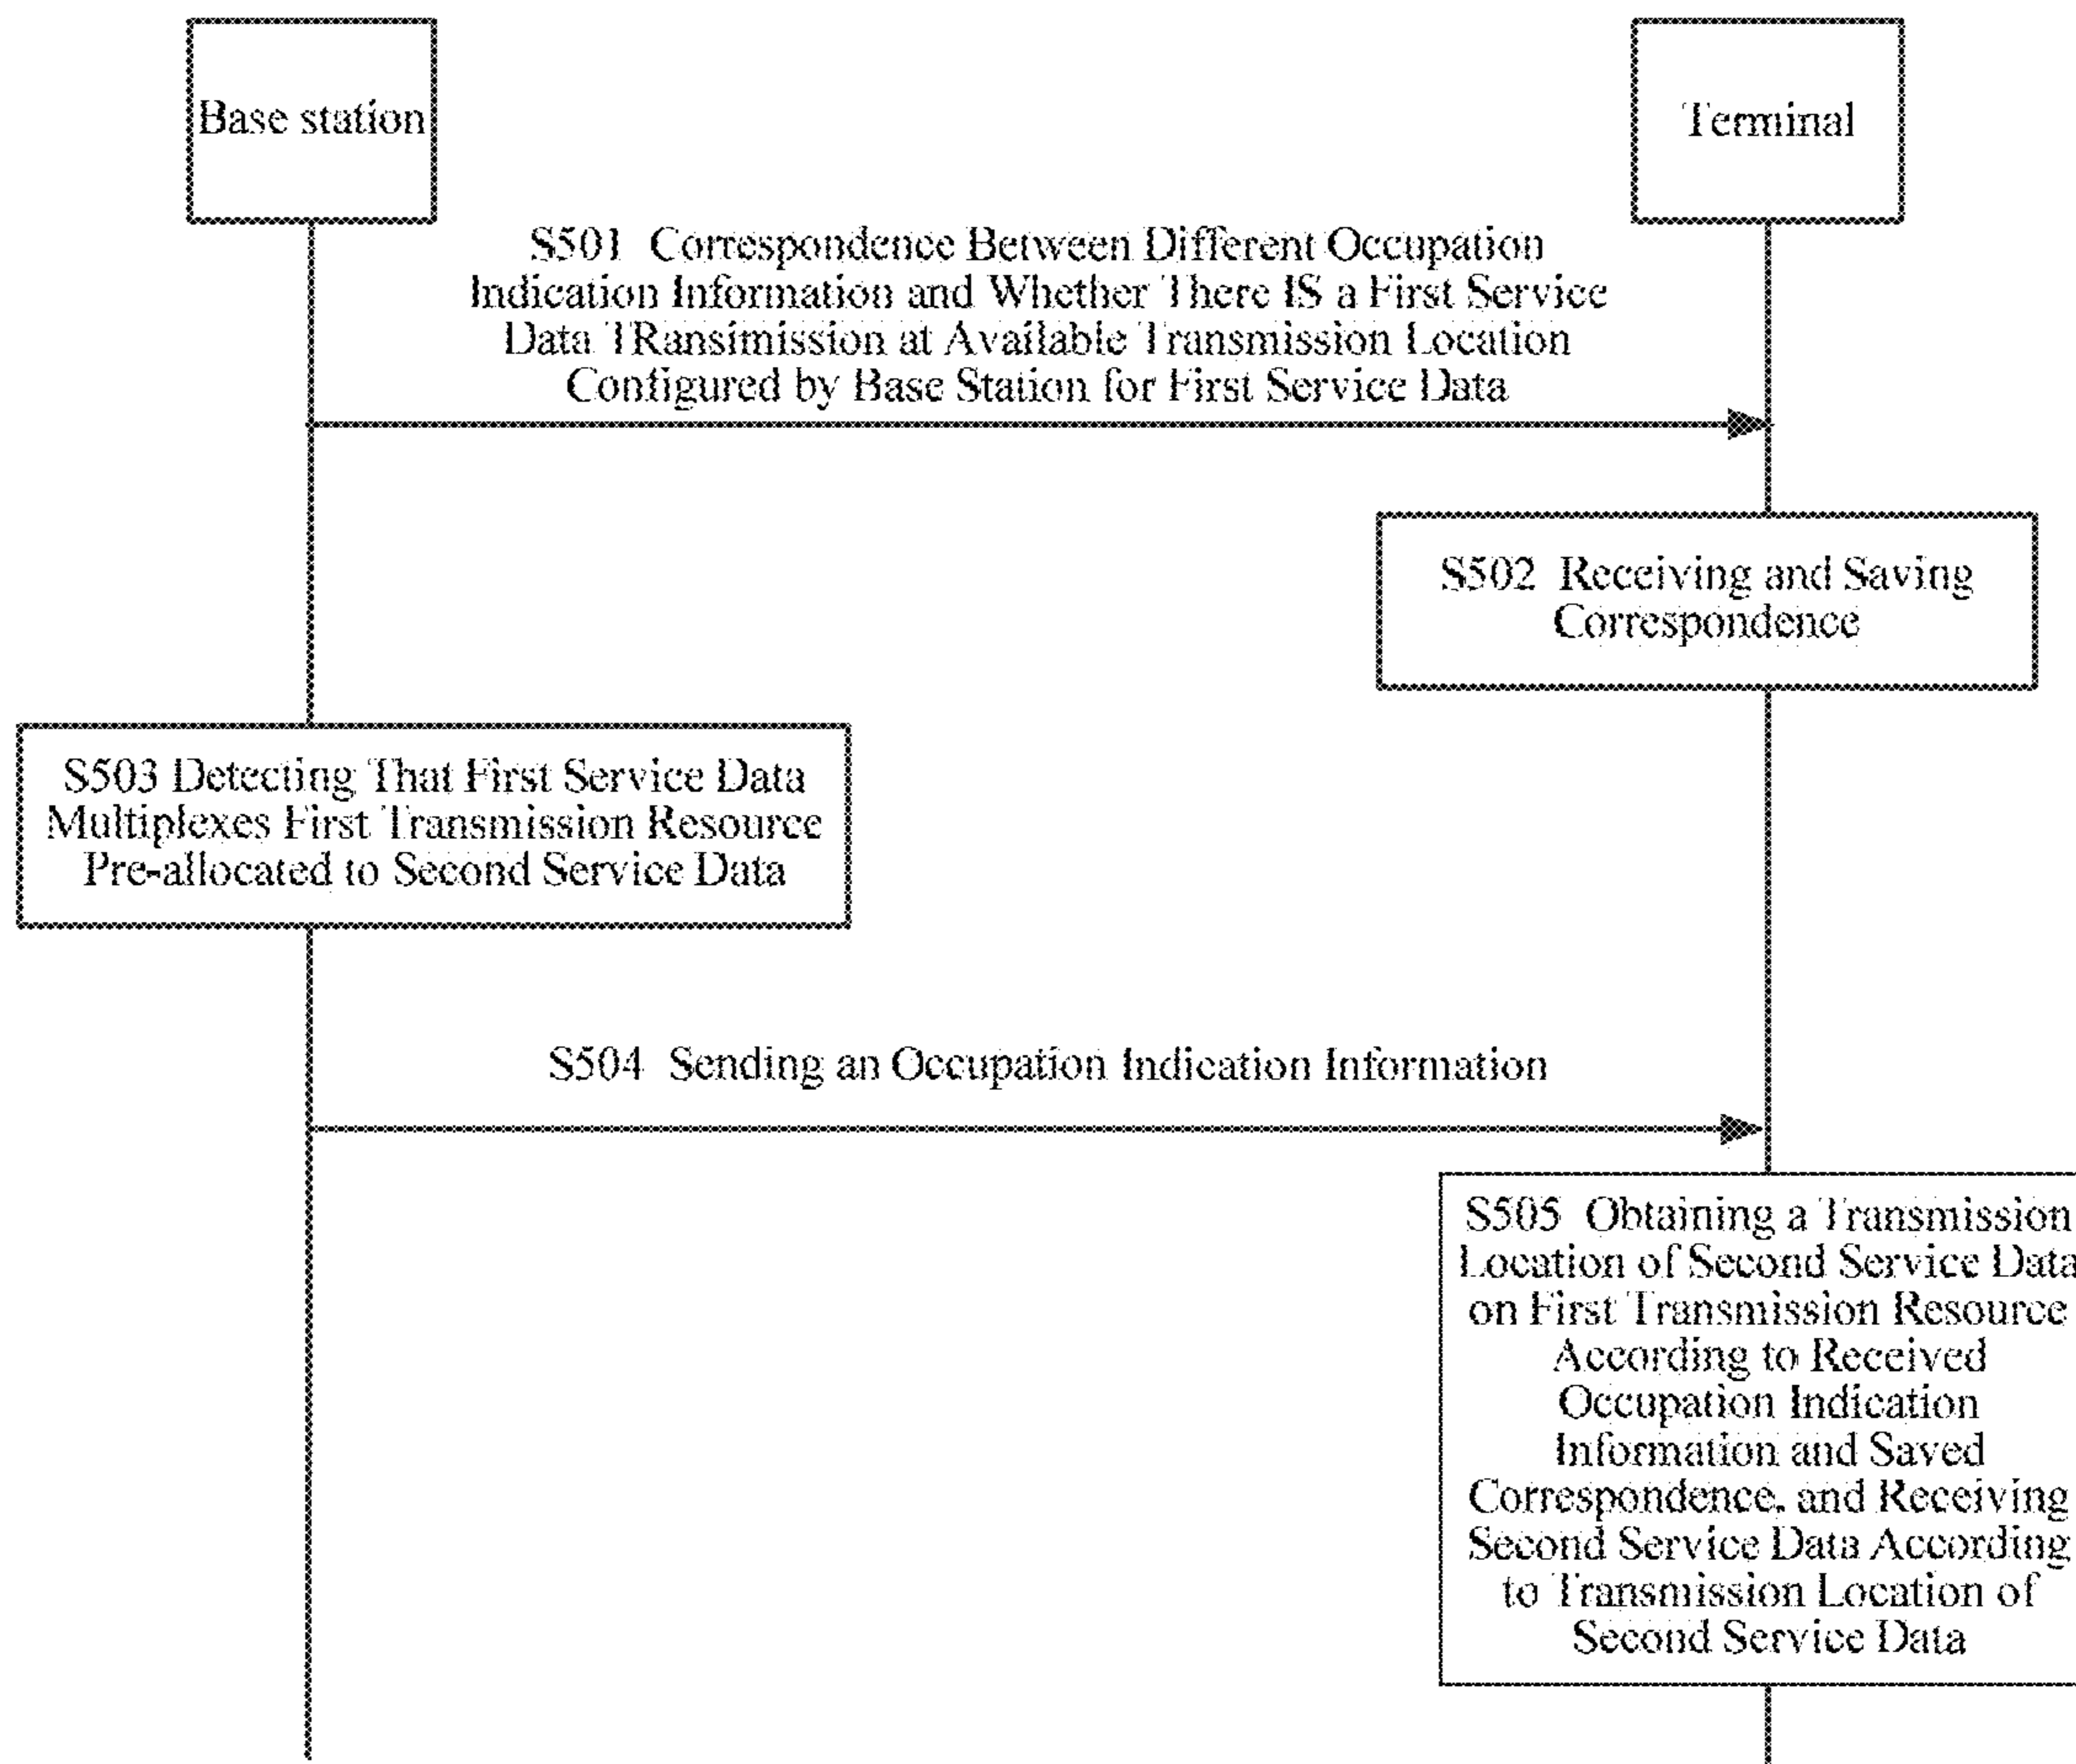 Base station
Terminal
S501 Correspondence Between Different Occupation
Indication Information and Whether There IS a First Service
Data TRansimission at Available Transmission Location
Configured by Base Station for First Service Data
S502 Receiving and Saving
Correspondence
S503 Detecting That First Service Data
Multiplexes First Transmission Resource
Pre-allocated to Second Service Data
S504 Sending an Occupation Indication Information
S505 Obtaining a Transmission
Location of Second Service Data
on First Transmission Resource
According to Received
Occupation Indication
Information and Saved
Correspondence, and Receiving
Second Service Data According
to Transmission Location of
Second Service Data